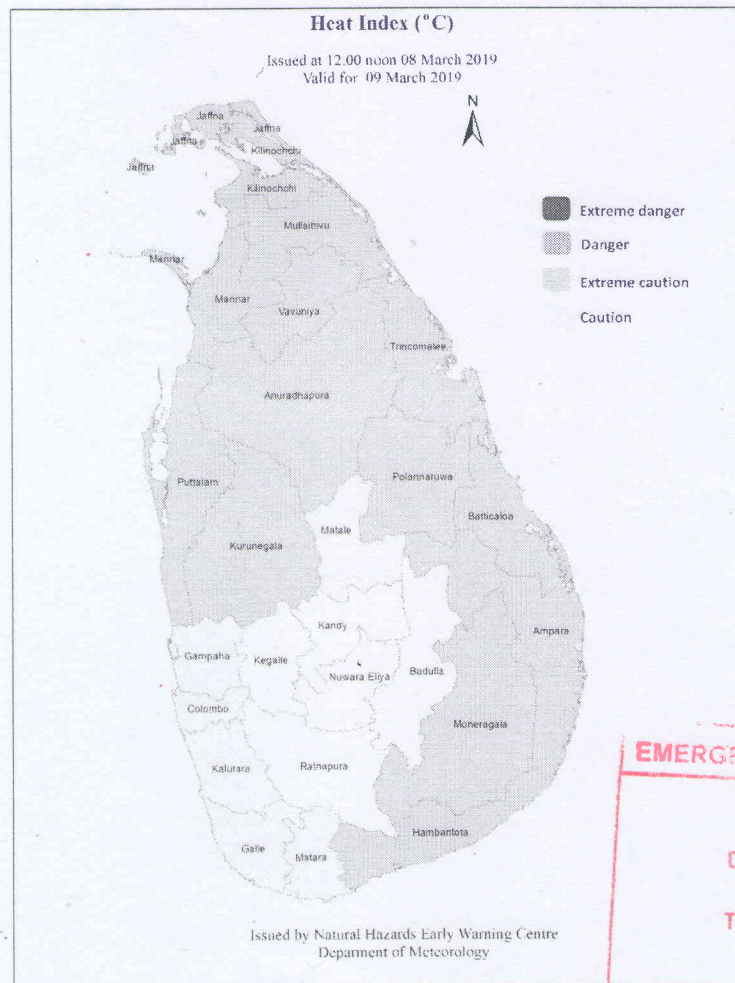 Heat Index (°C)
Issued at 12.00 noon 08 March 2019
Valid for 09 March 2019
N
Jaffna
Jaffna
Jaffna
Kilinochchi
Jaffna
Kilinochchi
Extreme danger
Mullaitivu
Danger
Mannar
Extreme caution
Mannar
Vavuniya
Caution
Trincomalee
Anuradhapura
Polonnaruwa
Puttalam
Batticaloa
Matale
Kurunegala
Kandy
Ampara
Gampaha
Kegalle
Nuwara Eliya
Budulla
Colombo
Moneragala
Kalutara
Ratnapura
EMERGE
Hambantota
Galle
Matara
T
Issued by Natural Hazards Early Warning Centre
Deparment of Meteorology